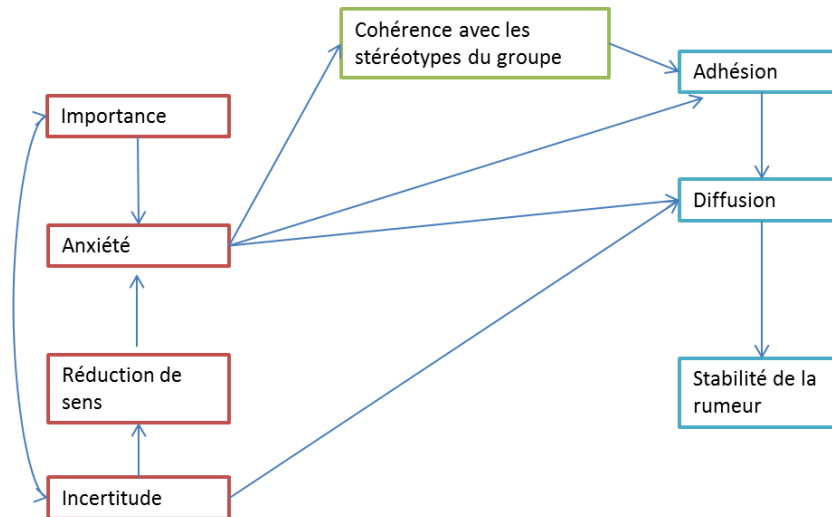 Cohérence avec les
stéréotypes du groupe
Adhésion
Importance
Diffusion
Anxiété
Réduction de
sens
Stabilité de la
rumeur
Incertitude